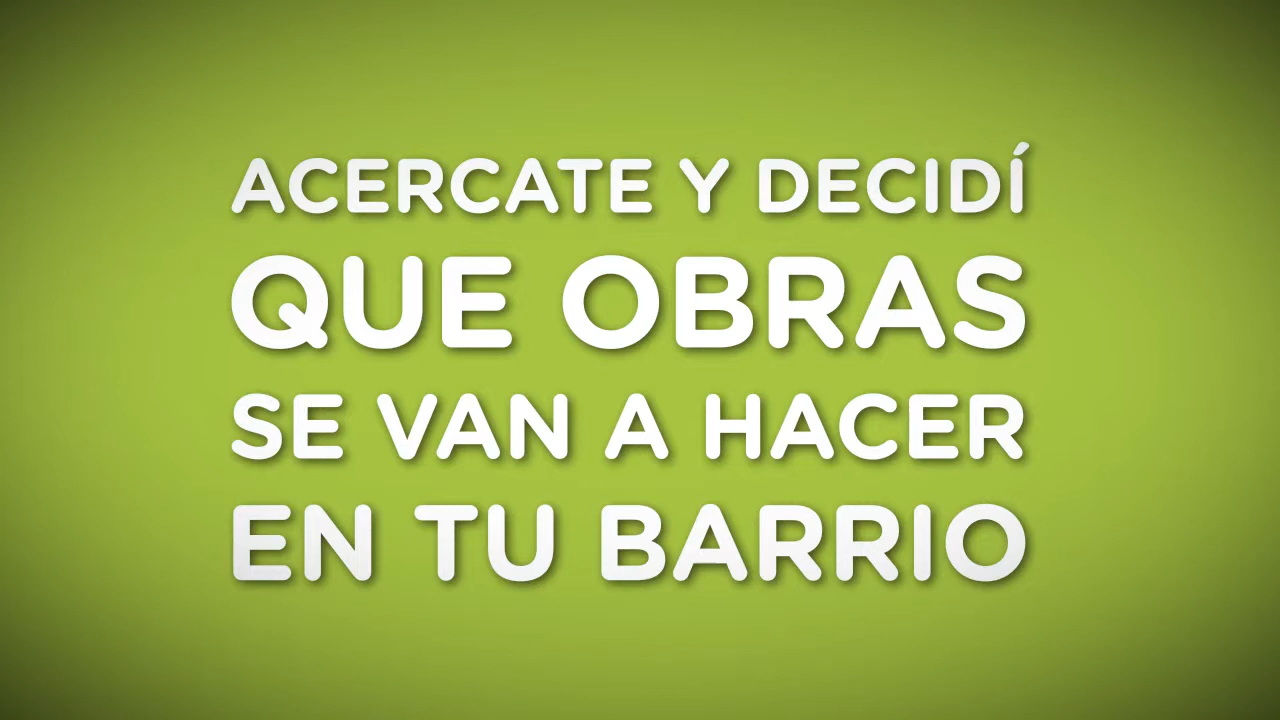 ACERCATE Y DECIDÍ
QUE OBRAS
SE VAN A HACER
EN TU BARRIO